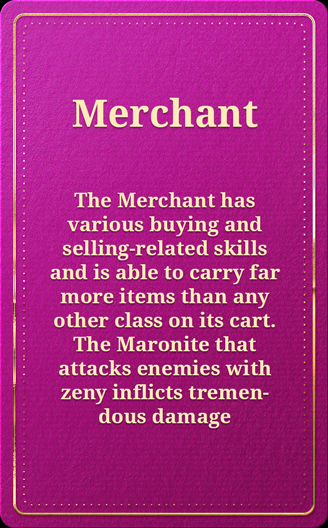 Merchant
The Merchant has
various buying and
selling-related skills
and is able to carry far
more items than any
other class on its cart.
The Maronite that
attacks enemies with
zeny inflicts tremen-
dous damage